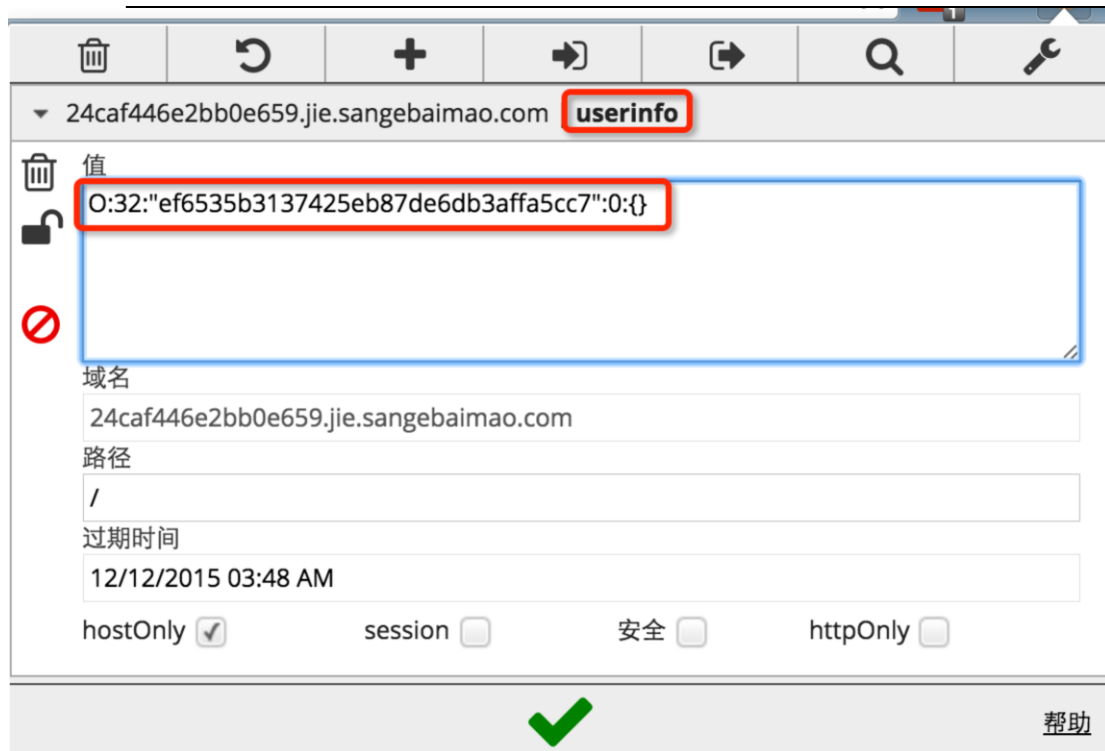 1
24caf446e2bb0e659.jie.sangebaimao.com userinfo
值
O:32:"ef6535b3137425eb87de6db3affa5cc7":0:{}
域名
24caf446e2bb0e659.jie.sangebaimao.com
路径
/
过期时间
12/12/2015 03:48 AM
hostOnly session 安全 httpOnly
帮助